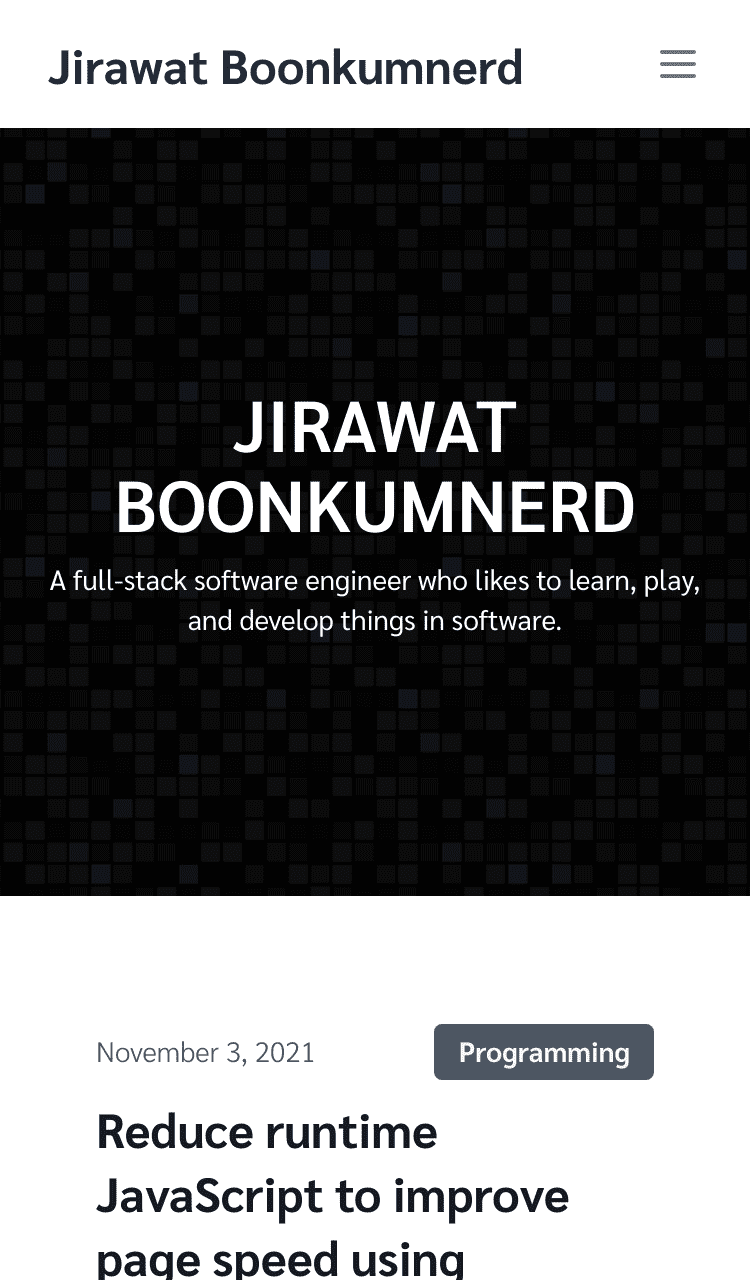 Jirawat Boonkumnerd
JIRAWAT
BOONKUMNERD
A full-stack software engineer who likes to learn, play,
and develop things in software.
November 3, 2021
Programming
Reduce runtime
JavaScript to improve
page speed using